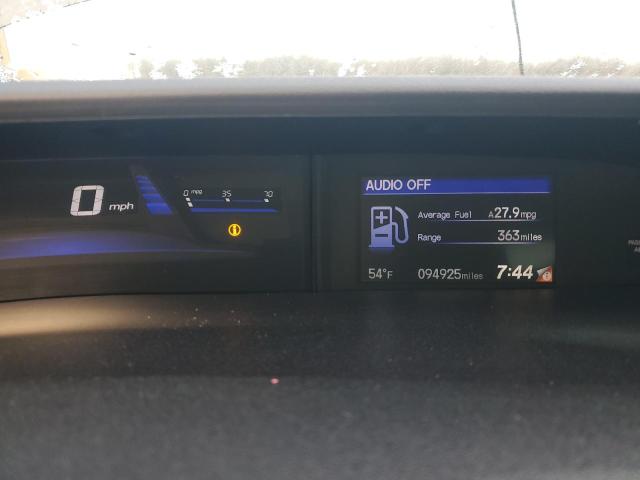 AUDIO OFF
0 mpg 35 70
0 mph
Average Fuel A27.9mpg
Range 363miles
54°F 094925miles 7:44